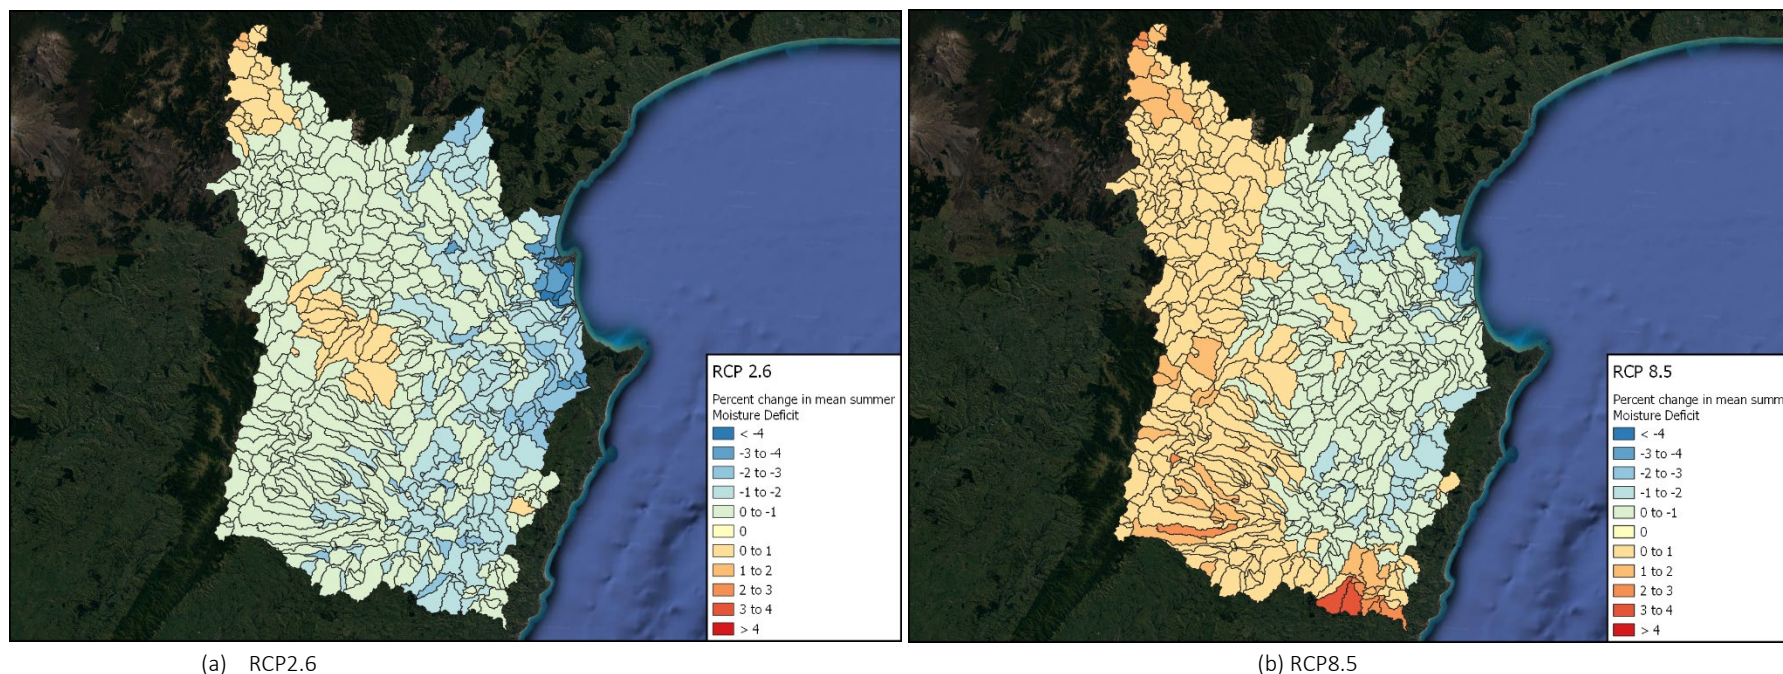 RCP 2.6
Percent change in mean summer
Moisture Deficit
< -4
-3 to -4
-2 to -3
-1 to -2
0 to -1
0
0 to 1
1 to 2
2 to 3
3 to 4
> 4
RCP 8.5
Percent change in mean summ
Moisture Deficit
< -4
-3 to -4
-2 to -3
-1 to -2
0 to -1
0
0 to 1
1 to 2
2 to 3
3 to 4
> 4
(a) RCP2.6
(b) RCP8.5